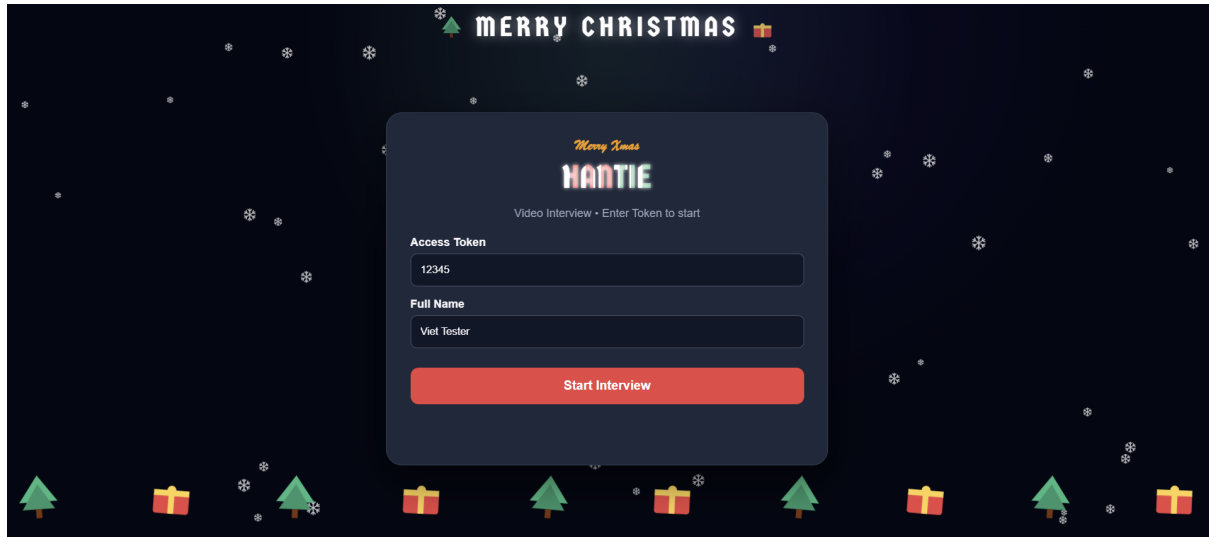 MERRY CHRISTMAS
Merry Xmas
HANTIE
Video Interview • Enter Token to start
Access Token
12345
Full Name
Viet Tester
Start Interview